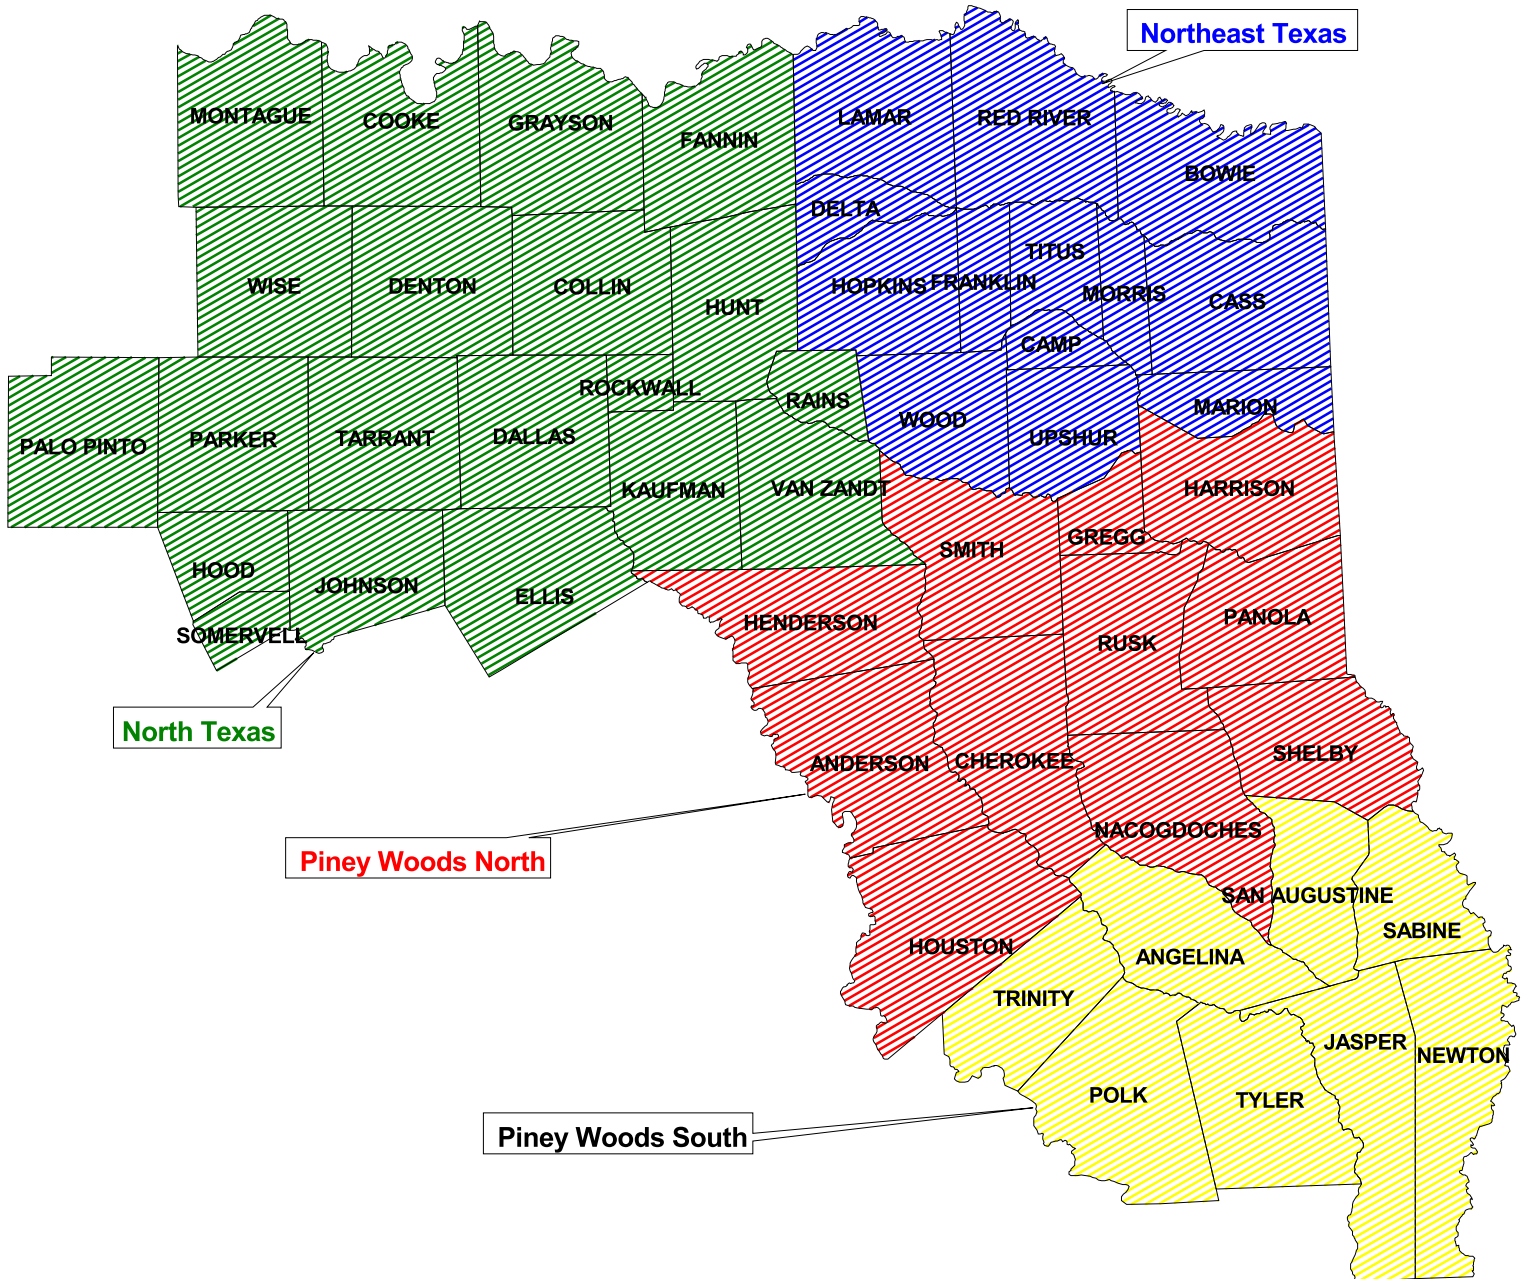 Northeast Texas
MONTAGUE
COOKE
GRAYSON
FANNIN
LAMAR
RED RIVER
BOWIE
DELTA
TITUS
WISE
DENTON
COLLIN
HUNT
HOPKINS
FRANKLIN
MORRIS
CASS
CAMP
ROCKWALL
RAINS
WOOD
MARION
PALO PINTO
PARKER
TARRANT
DALLAS
UPSHUR
KAUFMAN
VAN ZANDT
HARRISON
SMITH
GREGG
HOOD
JOHNSON
ELLIS
SOMERVELL
HENDERSON
RUSK
PANOLA
North Texas
ANDERSON
CHEROKEE
SHELBY
NACOGDOCHES
Piney Woods North
SAN AUGUSTINE
SABINE
HOUSTON
ANGELINA
TRINITY
JASPER
NEWTON
POLK
TYLER
Piney Woods South